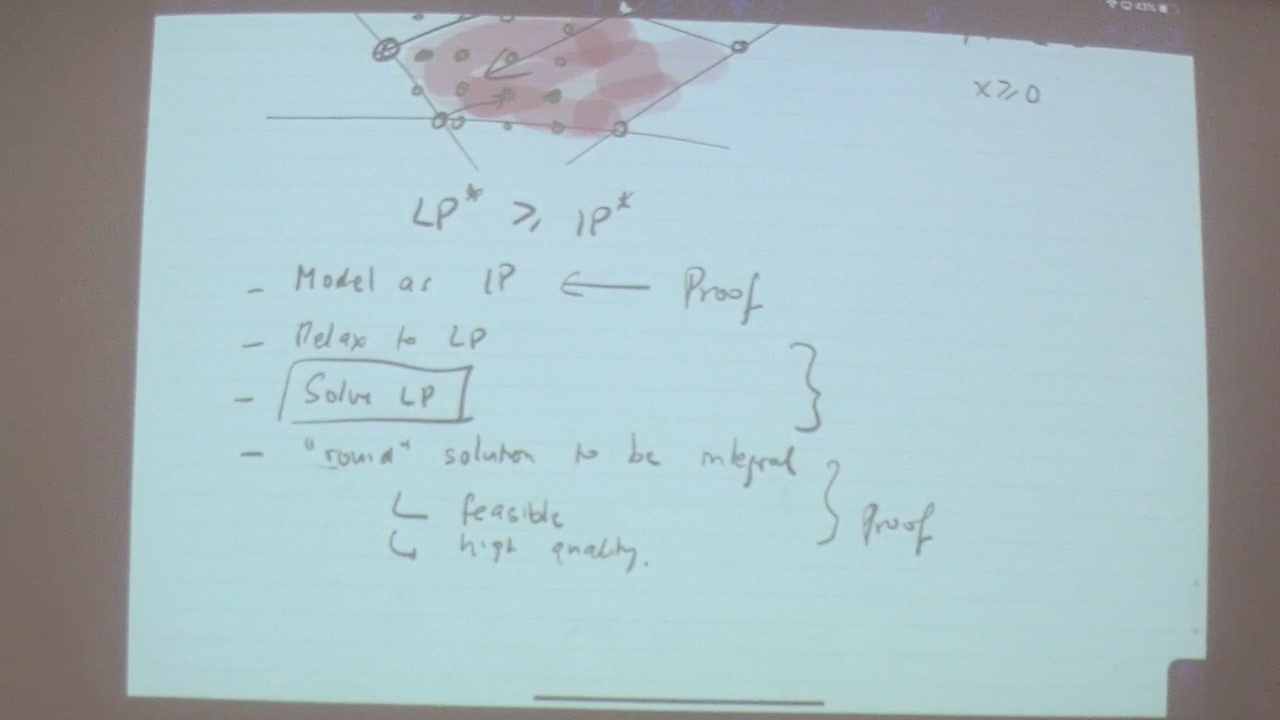 42%
x ≥ 0
LP* ≥ IP*
- Model as IP ← Proof
- Relax to LP
- Solve LP
- "round" solution to be integral
feasible
Proof
high quality.